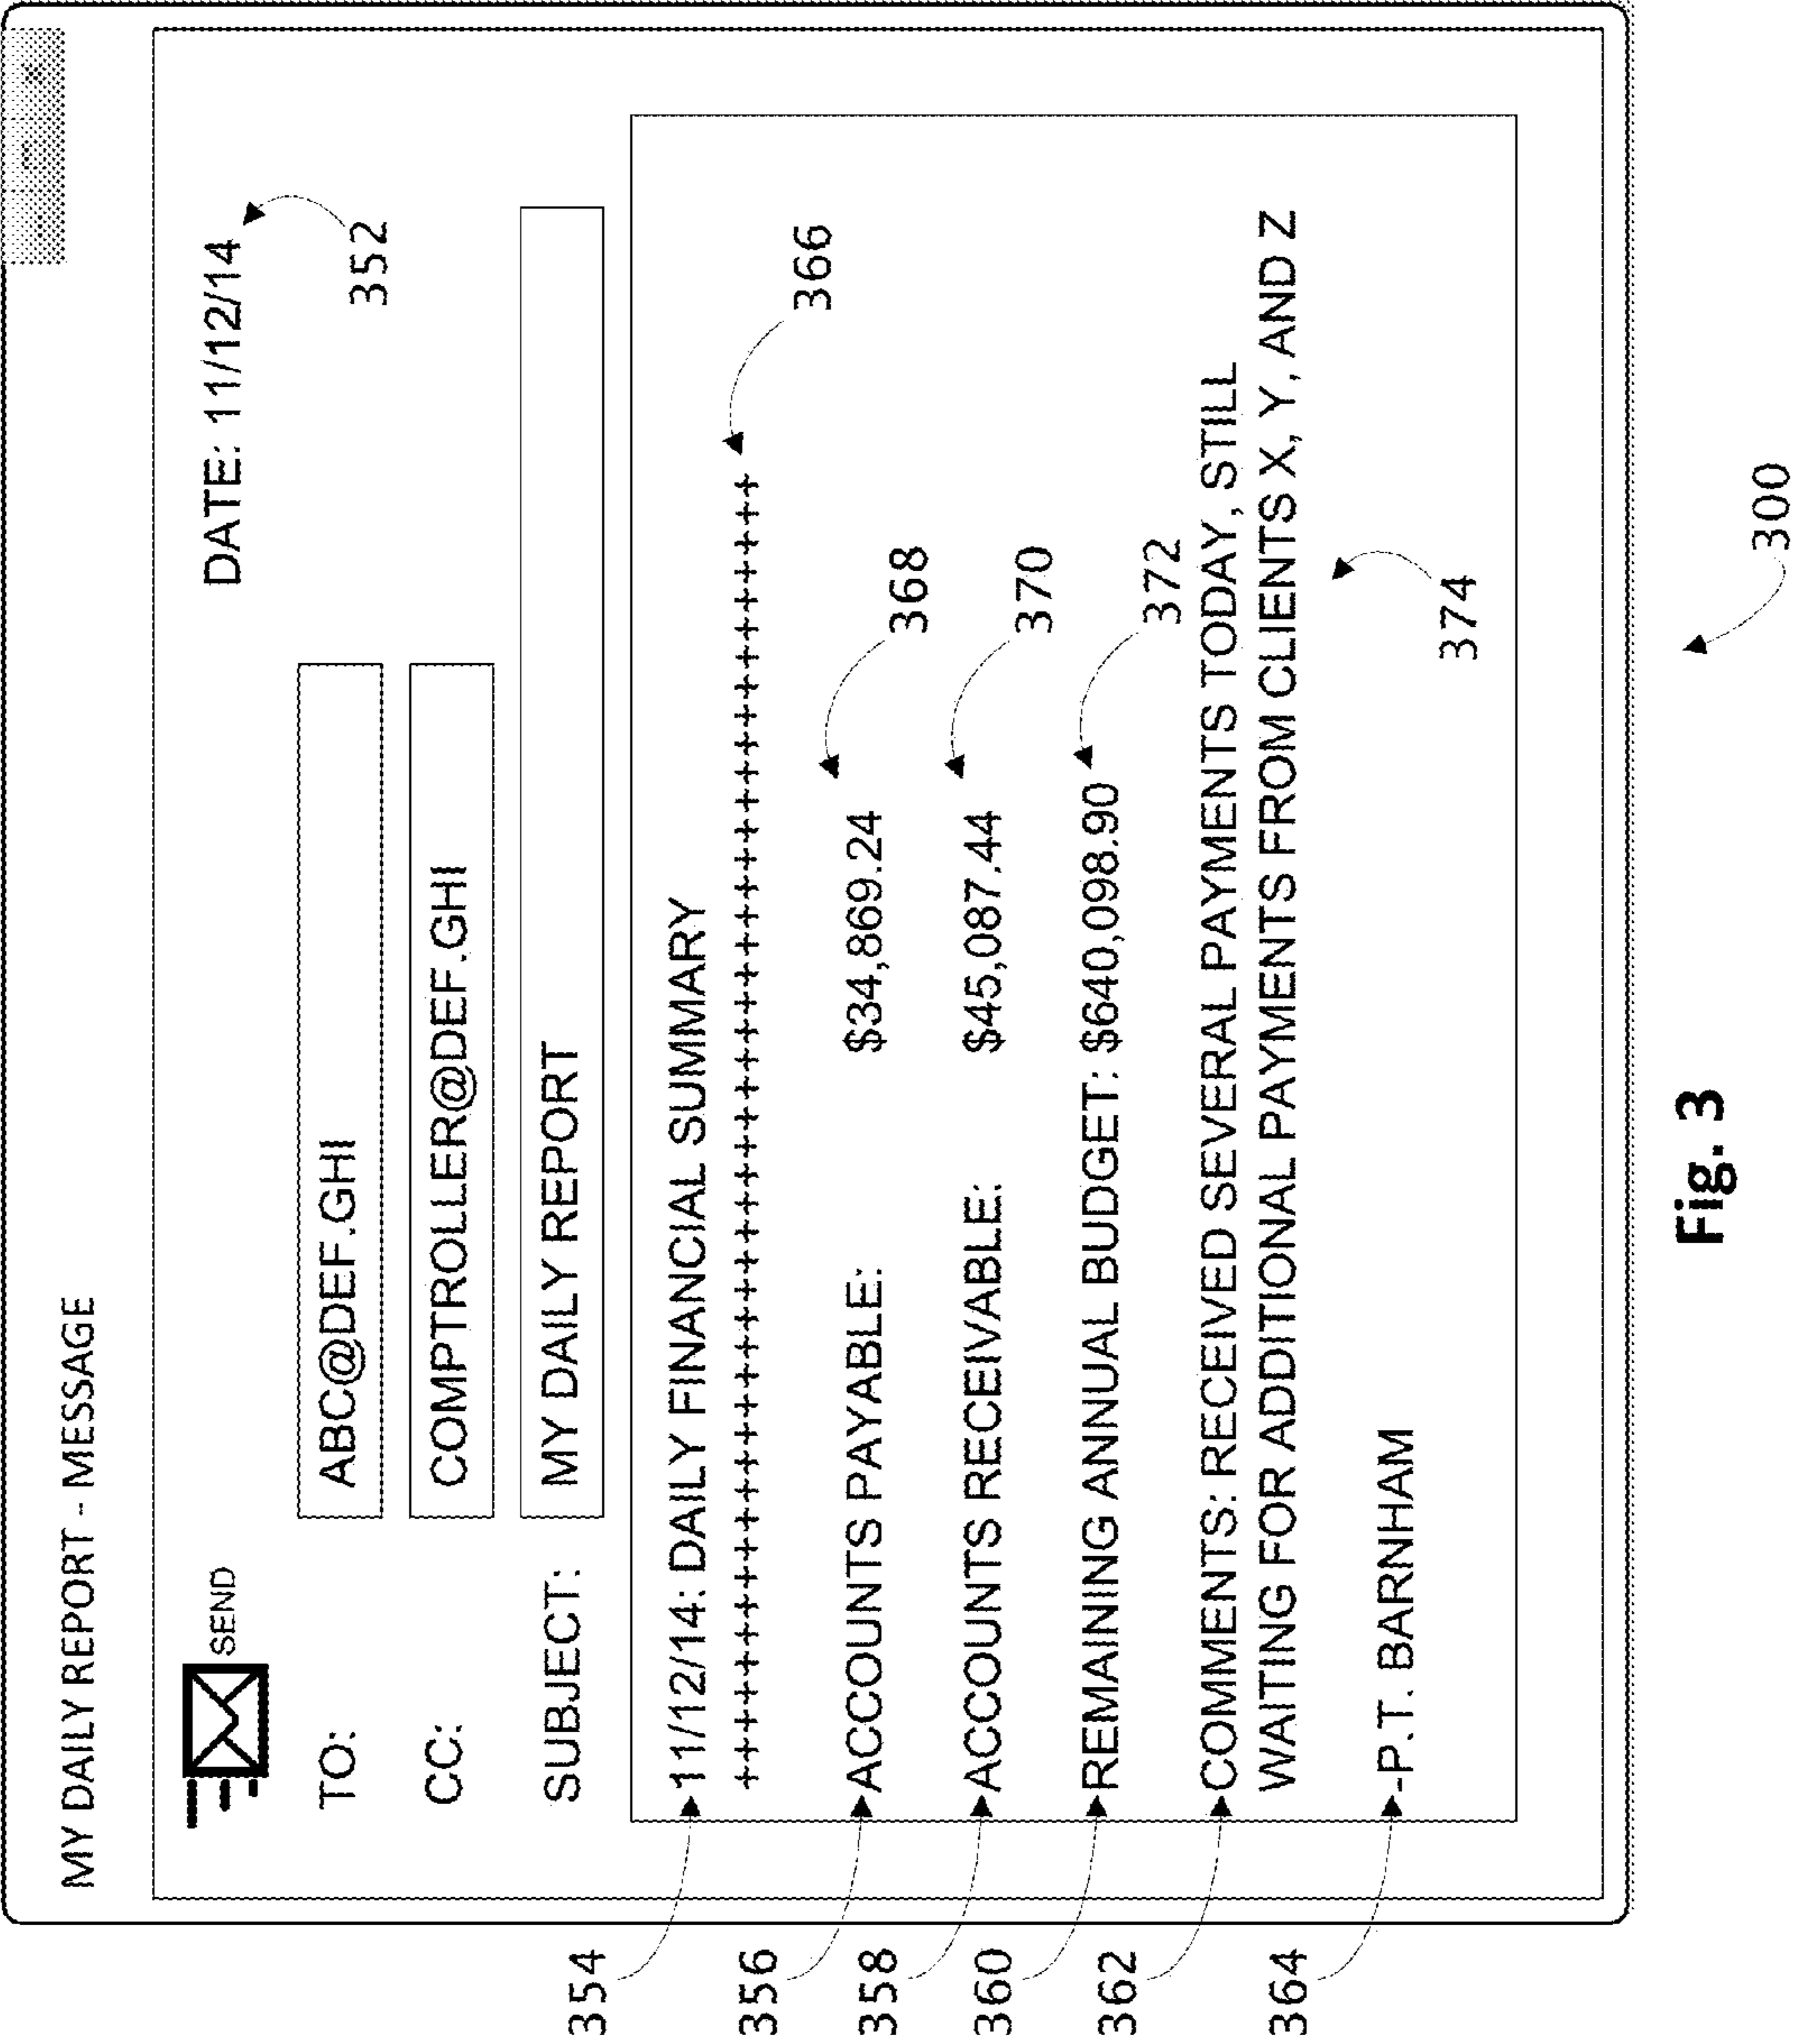 MY DAILY REPORT - MESSAGE
SEND
DATE: 11/12/14
352
TO: ABC@DEF.GHI
CC: COMPTROLLER@DEF.GHI
SUBJECT: MY DAILY REPORT
354
11/12/14: DAILY FINANCIAL SUMMARY
++++++++++++++++++++++++++++++++++++++++++++++
366
356
ACCOUNTS PAYABLE: $34,869.24
368
358
ACCOUNTS RECEIVABLE: $45,087.44
370
360
REMAINING ANNUAL BUDGET: $640,098.90
372
362
COMMENTS: RECEIVED SEVERAL PAYMENTS TODAY, STILL
WAITING FOR ADDITIONAL PAYMENTS FROM CLIENTS X, Y, AND Z
374
364
-P.T. BARNHAM
300
Fig. 3